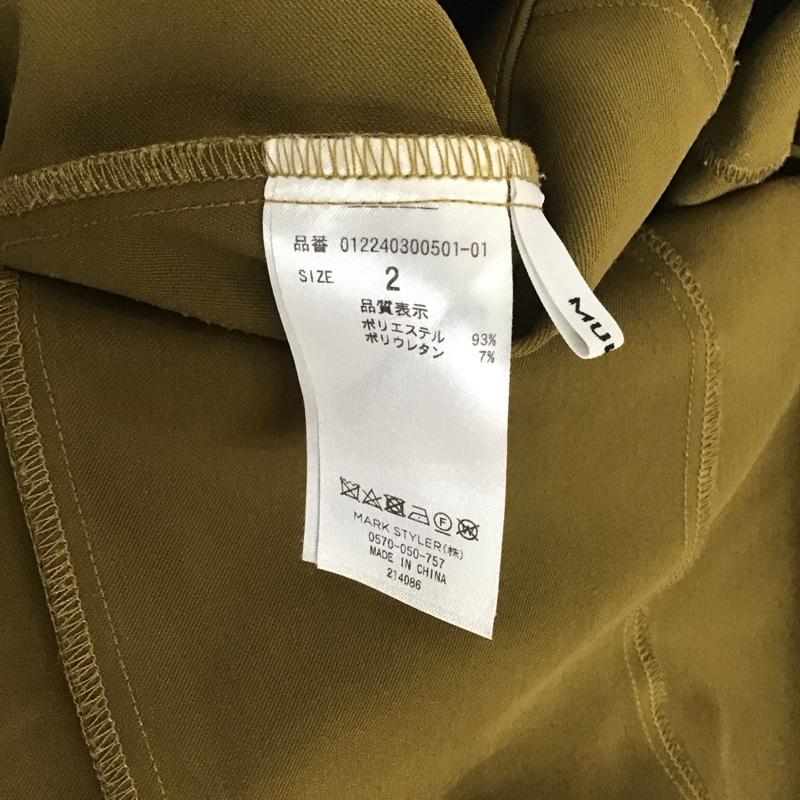 品番 012240300501-01
SIZE 2
品質表示
ポリエステル 93%
ポリウレタン 7%
MARK STYLER(株)
0570-050-757
MADE IN CHINA
214086